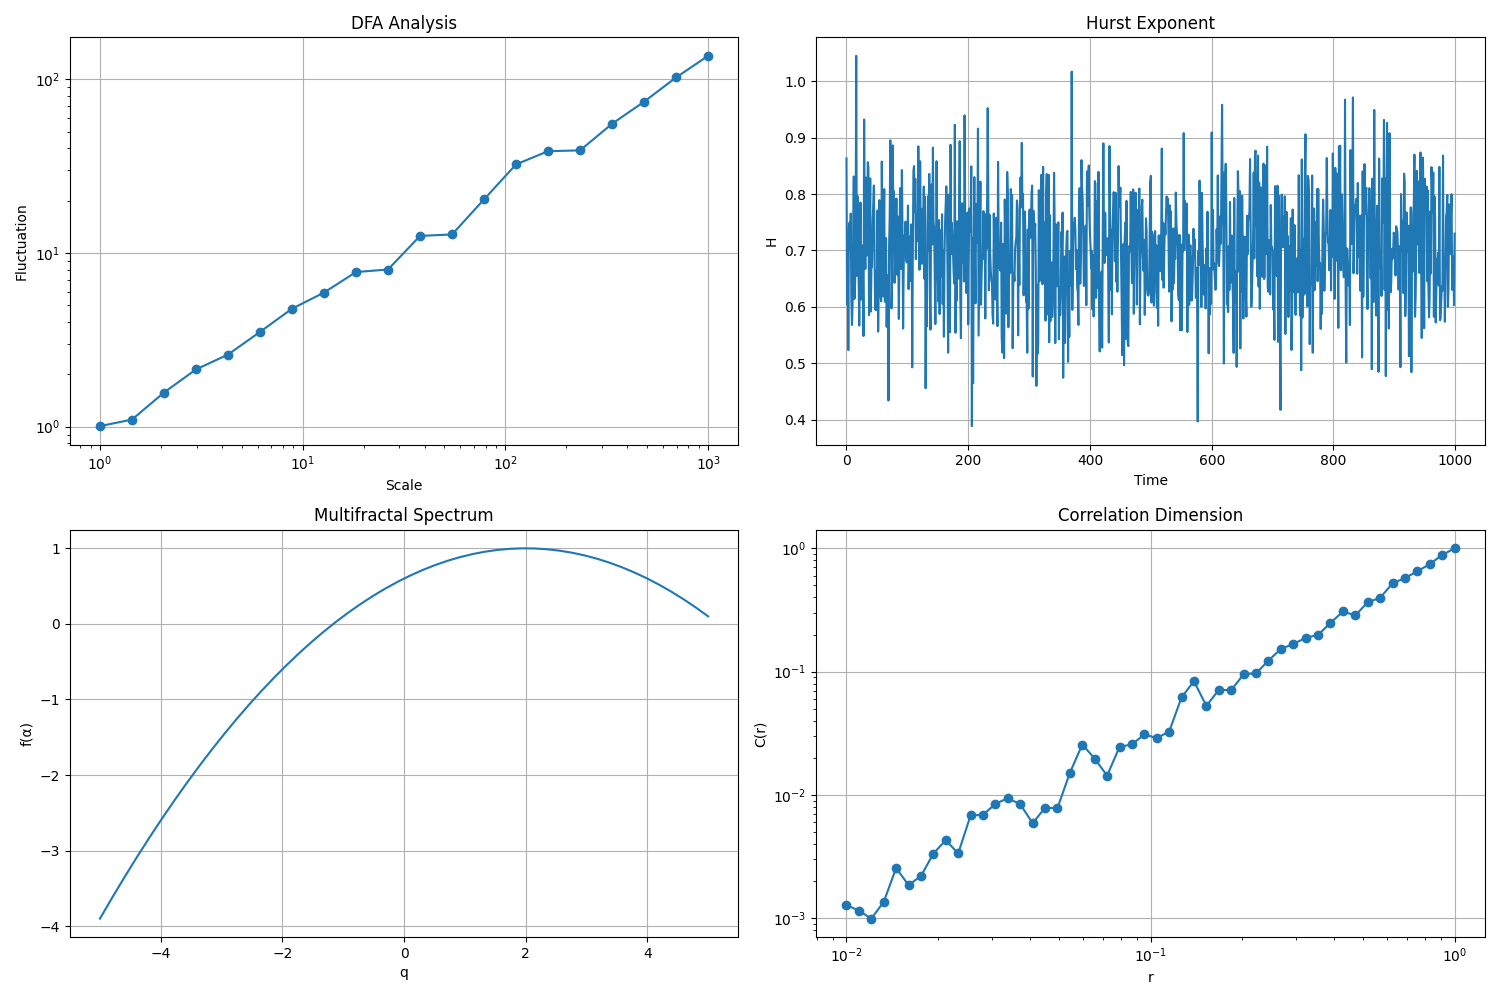 DFA Analysis
Fluctuation
10²
10¹
10⁰
10⁰ 10¹ 10² 10³
Scale
Hurst Exponent
H
1.0
0.9
0.8
0.7
0.6
0.5
0.4
0 200 400 600 800 1000
Time
Multifractal Spectrum
f(α)
1
0
−1
−2
−3
−4
−4 −2 0 2 4
q
Correlation Dimension
C(r)
10⁰
10⁻¹
10⁻²
10⁻³
10⁻² 10⁻¹ 10⁰
r